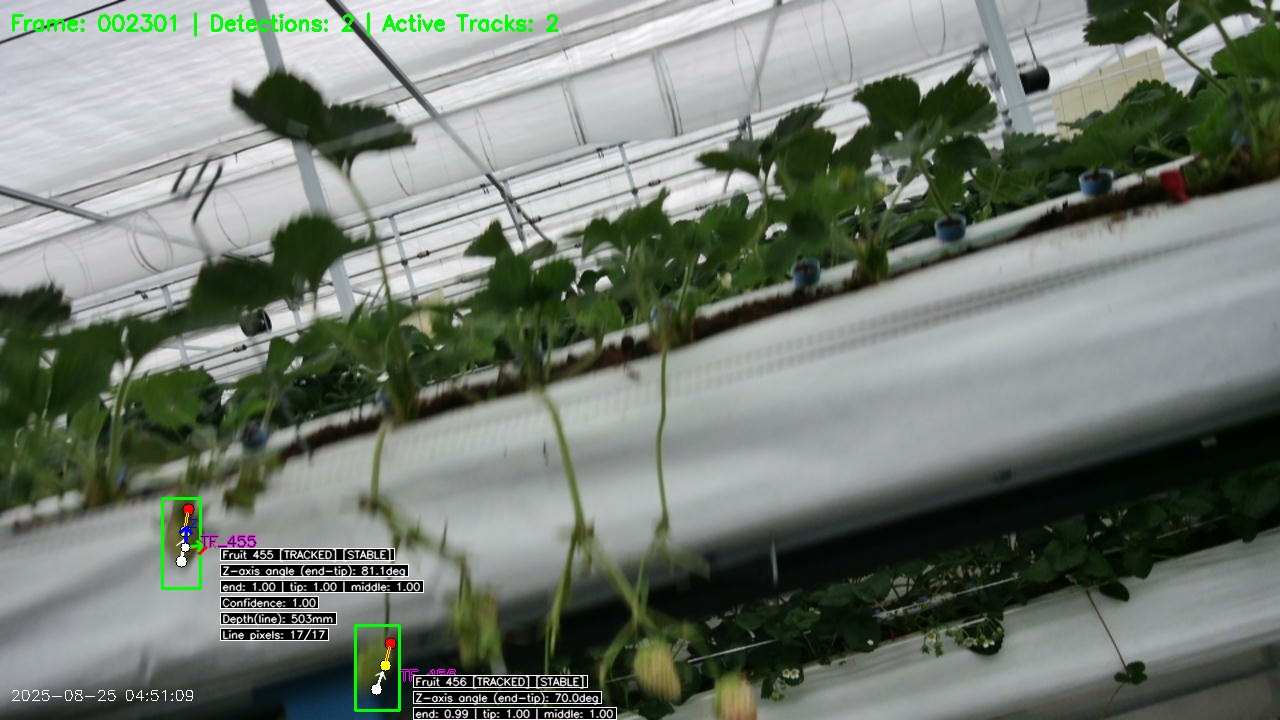 Frame: 002301 | Detections: 2 | Active Tracks: 2
TF_455
Fruit 455 [TRACKED] [STABLE]
Z-axis angle (end-tip): 81.1deg
end: 1.00 | tip: 1.00 | middle: 1.00
Confidence: 1.00
Depth(line): 503mm
Line pixels: 17/17
TF_456
Fruit 456 [TRACKED] [STABLE]
Z-axis angle (end-tip): 70.0deg
end: 0.99 | tip: 1.00 | middle: 1.00
2025-08-25 04:51:09